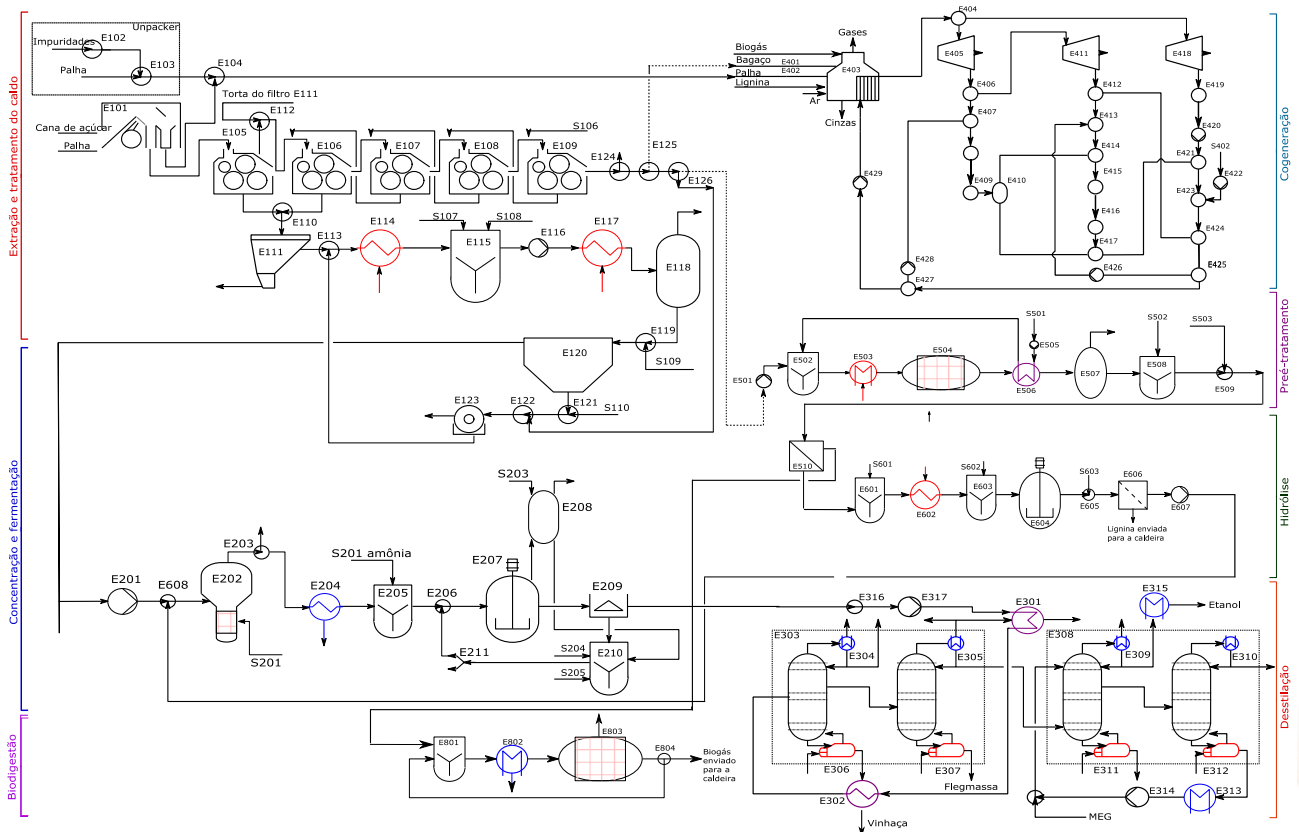 Extração e tratamento do caldo
Unpacker
Impuridades
E102
Palha
E103
E104
E101
Cana de açúcar
Palha
Torta do filtro E111
E112
E105
E106
E107
E108
E109
S106
E124
E125
E126
E110
E111
E113
E114
S107
S108
E115
E116
E117
E118
E119
S109
E120
E121
S110
E122
E123
Biogás
Bagaço
E401
Palha
E402
Lignina
Ar
Gases
E403
Cinzas
E404
E405
E411
E418
E406
E412
E419
E407
E413
E420
S402
E414
E421
E422
E409
E410
E415
E423
E429
E416
E424
E417
E428
E426
E425
E427
Cogeneração
S501
S502
S503
E501
E502
E503
E504
E505
E506
E507
E508
E509
Preé-tratamento
E510
S601
E601
E602
S602
E603
E604
S603
E605
E606
E607
Lignina enviada
para a caldeira
Hidrólise
Concentração e fermentação
E201
E608
E202
E203
S201
E204
S201 amônia
E205
E206
E207
S203
E208
E209
E210
S204
S205
E211
E316
E317
E301
E315
Etanol
E303
E304
E305
E308
E309
E310
E306
E307
Flegmassa
E302
Vinhaça
E311
E312
E313
E314
MEG
Desstilação
Biodigestão
E801
E802
E803
E804
Biogás
enviado
para a
caldeira